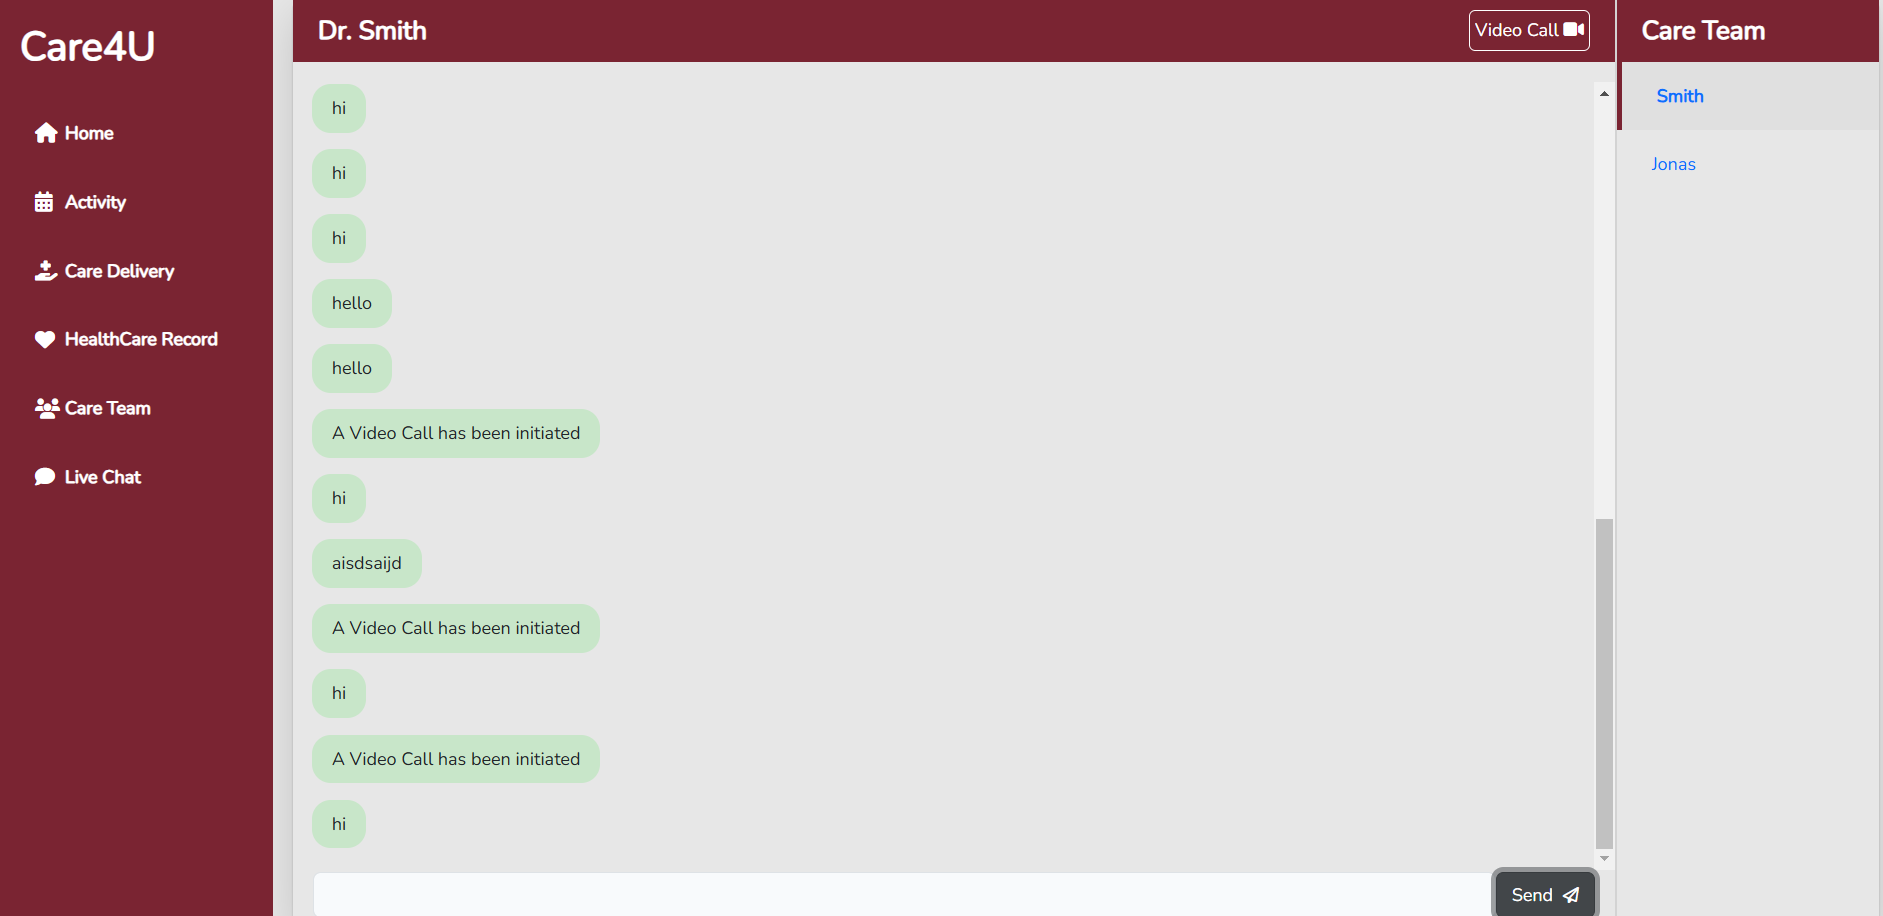 Care4U
Home
Activity
Care Delivery
HealthCare Record
Care Team
Live Chat
Dr. Smith
Video Call
hi
hi
hi
hello
hello
A Video Call has been initiated
hi
aisdsaijd
A Video Call has been initiated
hi
A Video Call has been initiated
hi
Send
Care Team
Smith
Jonas